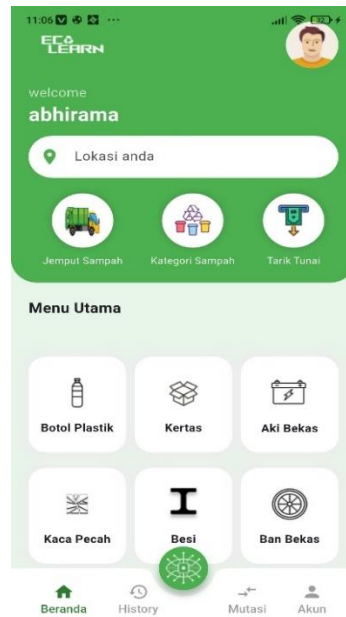 11:06
32
ECO
LEARN
welcome
abhirama
Lokasi anda
Jemput Sampah Kategori Sampah Tarik Tunai
Menu Utama
Botol Plastik Kertas Aki Bekas
Kaca Pecah Besi Ban Bekas
Beranda History Mutasi Akun